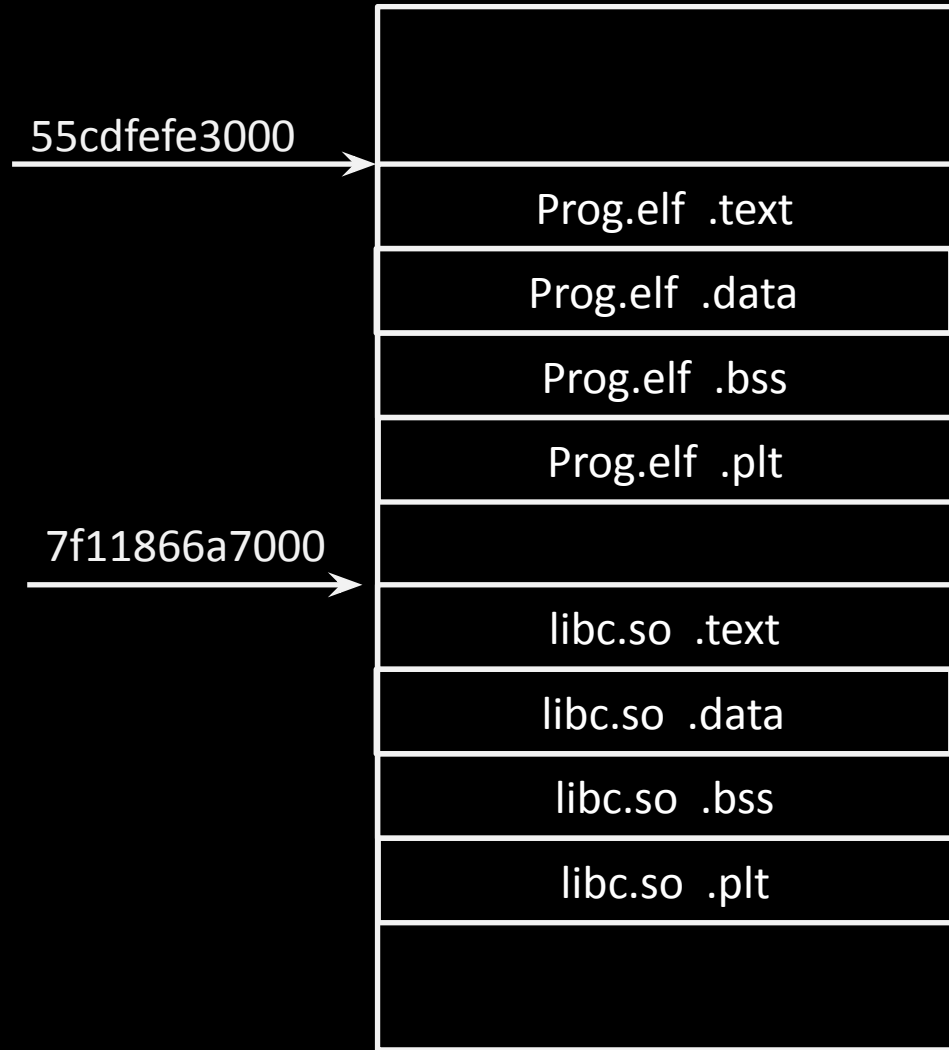 55cdfefe3000
Prog.elf .text
Prog.elf .data
Prog.elf .bss
Prog.elf .plt
7f11866a7000
libc.so .text
libc.so .data
libc.so .bss
libc.so .plt